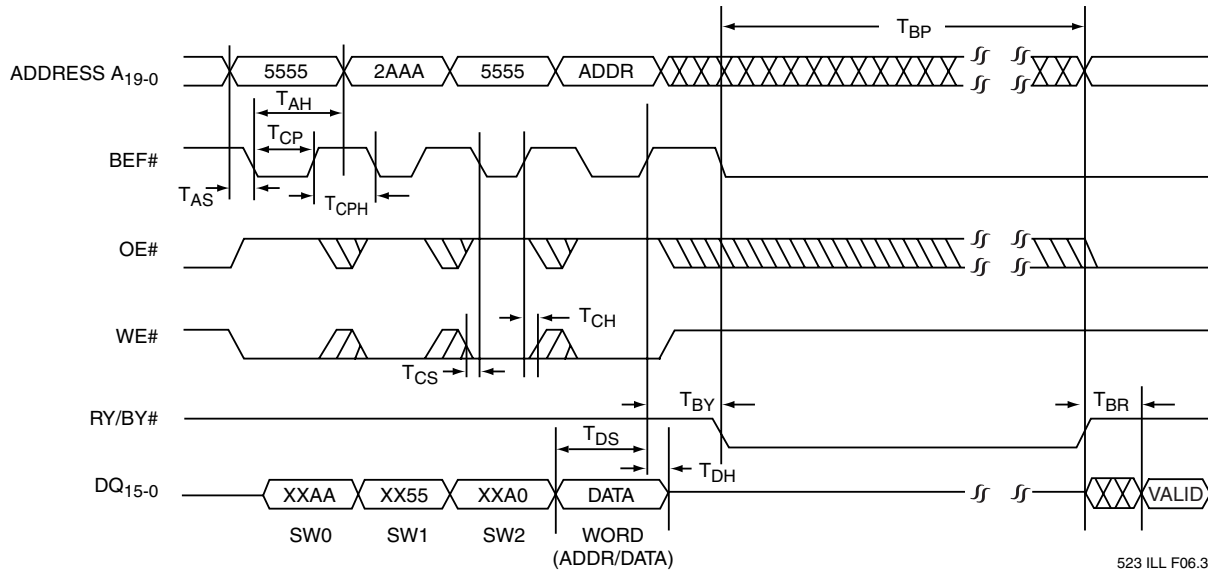 TBP
ADDRESS A19-0 5555 2AAA 5555 ADDR
TAH
TCP
BEF#
TAS TCPH
OE#
TCH
WE#
TCS
TBY TBR
RY/BY#
TDS
TDH
DQ15-0 XXAA XX55 XXA0 DATA VALID
SW0 SW1 SW2 WORD
(ADDR/DATA)
523 ILL F06.3